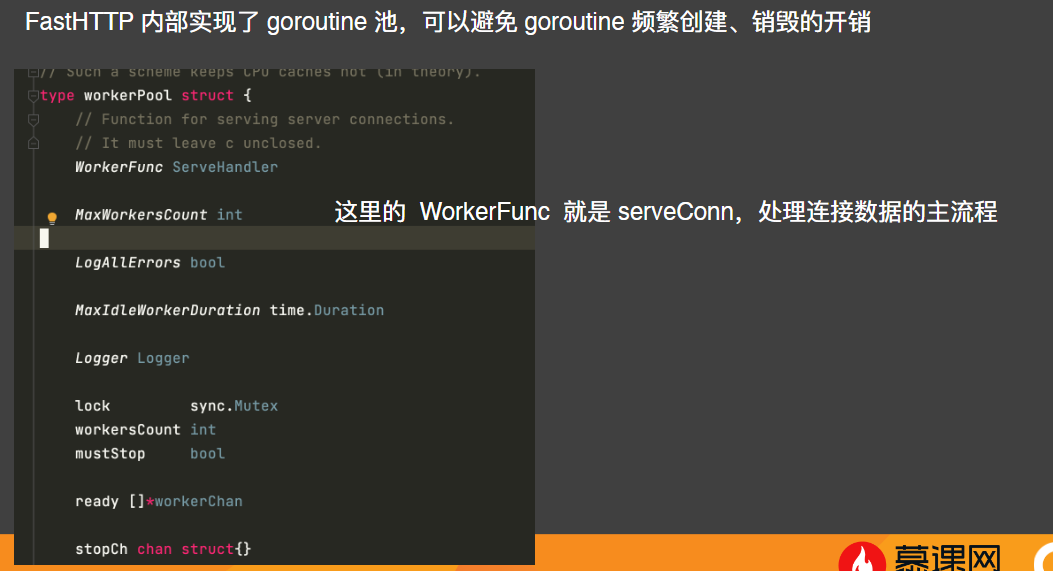 FastHTTP 内部实现了 goroutine 池，可以避免 goroutine 频繁创建、销毁的开销
// Such a scheme keeps CPU caches hot (in theory).
type workerPool struct {
// Function for serving server connections.
// It must leave c unclosed.
WorkerFunc ServeHandler
MaxWorkersCount int
这里的 WorkerFunc 就是 serveConn，处理连接数据的主流程
LogAllErrors bool
MaxIdleWorkerDuration time.Duration
Logger Logger
lock sync.Mutex
workersCount int
mustStop bool
ready []*workerChan
stopCh chan struct{}
慕课网